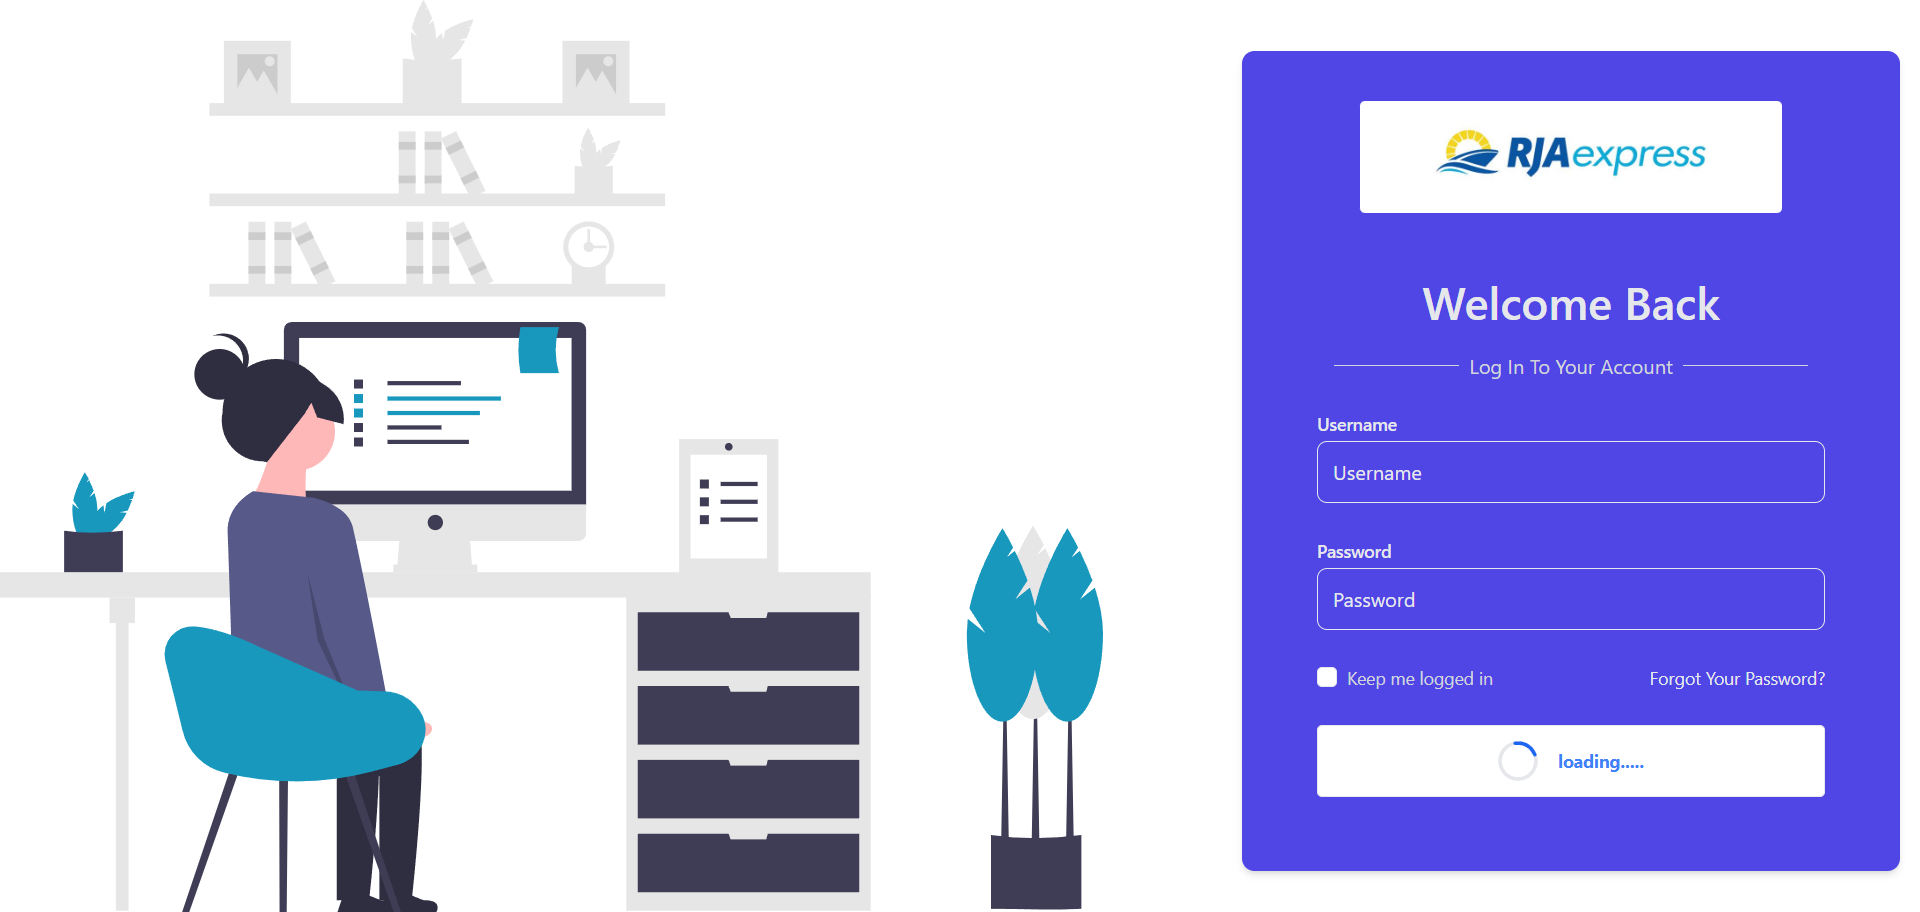 RJAexpress
Welcome Back
Log In To Your Account
Username
Username
Password
Password
Keep me logged in
Forgot Your Password?
loading.....